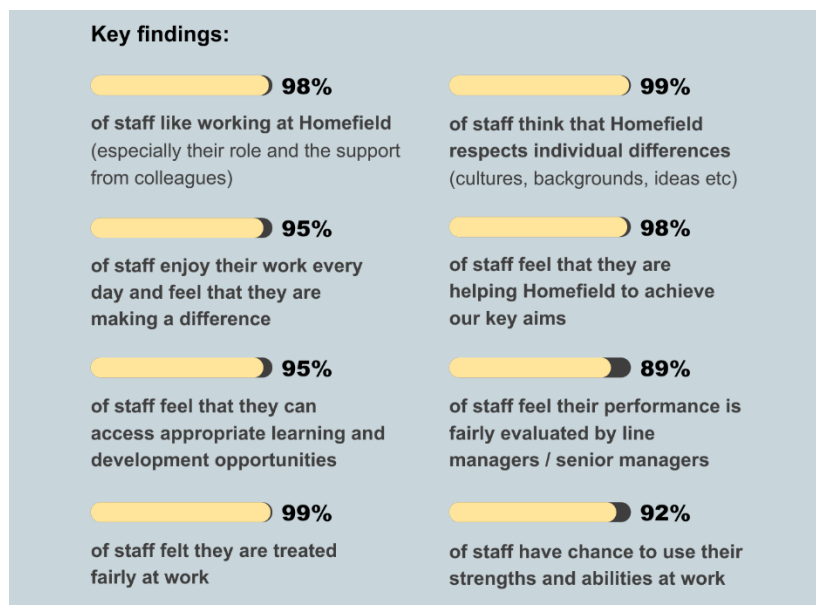 Key findings:
98%
of staff like working at Homefield
(especially their role and the support
from colleagues)
99%
of staff think that Homefield
respects individual differences
(cultures, backgrounds, ideas etc)
95%
of staff enjoy their work every
day and feel that they are
making a difference
98%
of staff feel that they are
helping Homefield to achieve
our key aims
95%
of staff feel that they can
access appropriate learning and
development opportunities
89%
of staff feel their performance is
fairly evaluated by line
managers / senior managers
99%
of staff felt they are treated
fairly at work
92%
of staff have chance to use their
strengths and abilities at work